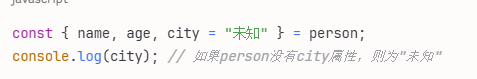 javascript
const { name, age, city = "未知" } = person;
console.log(city); // 如果person没有city属性，则为"未知"